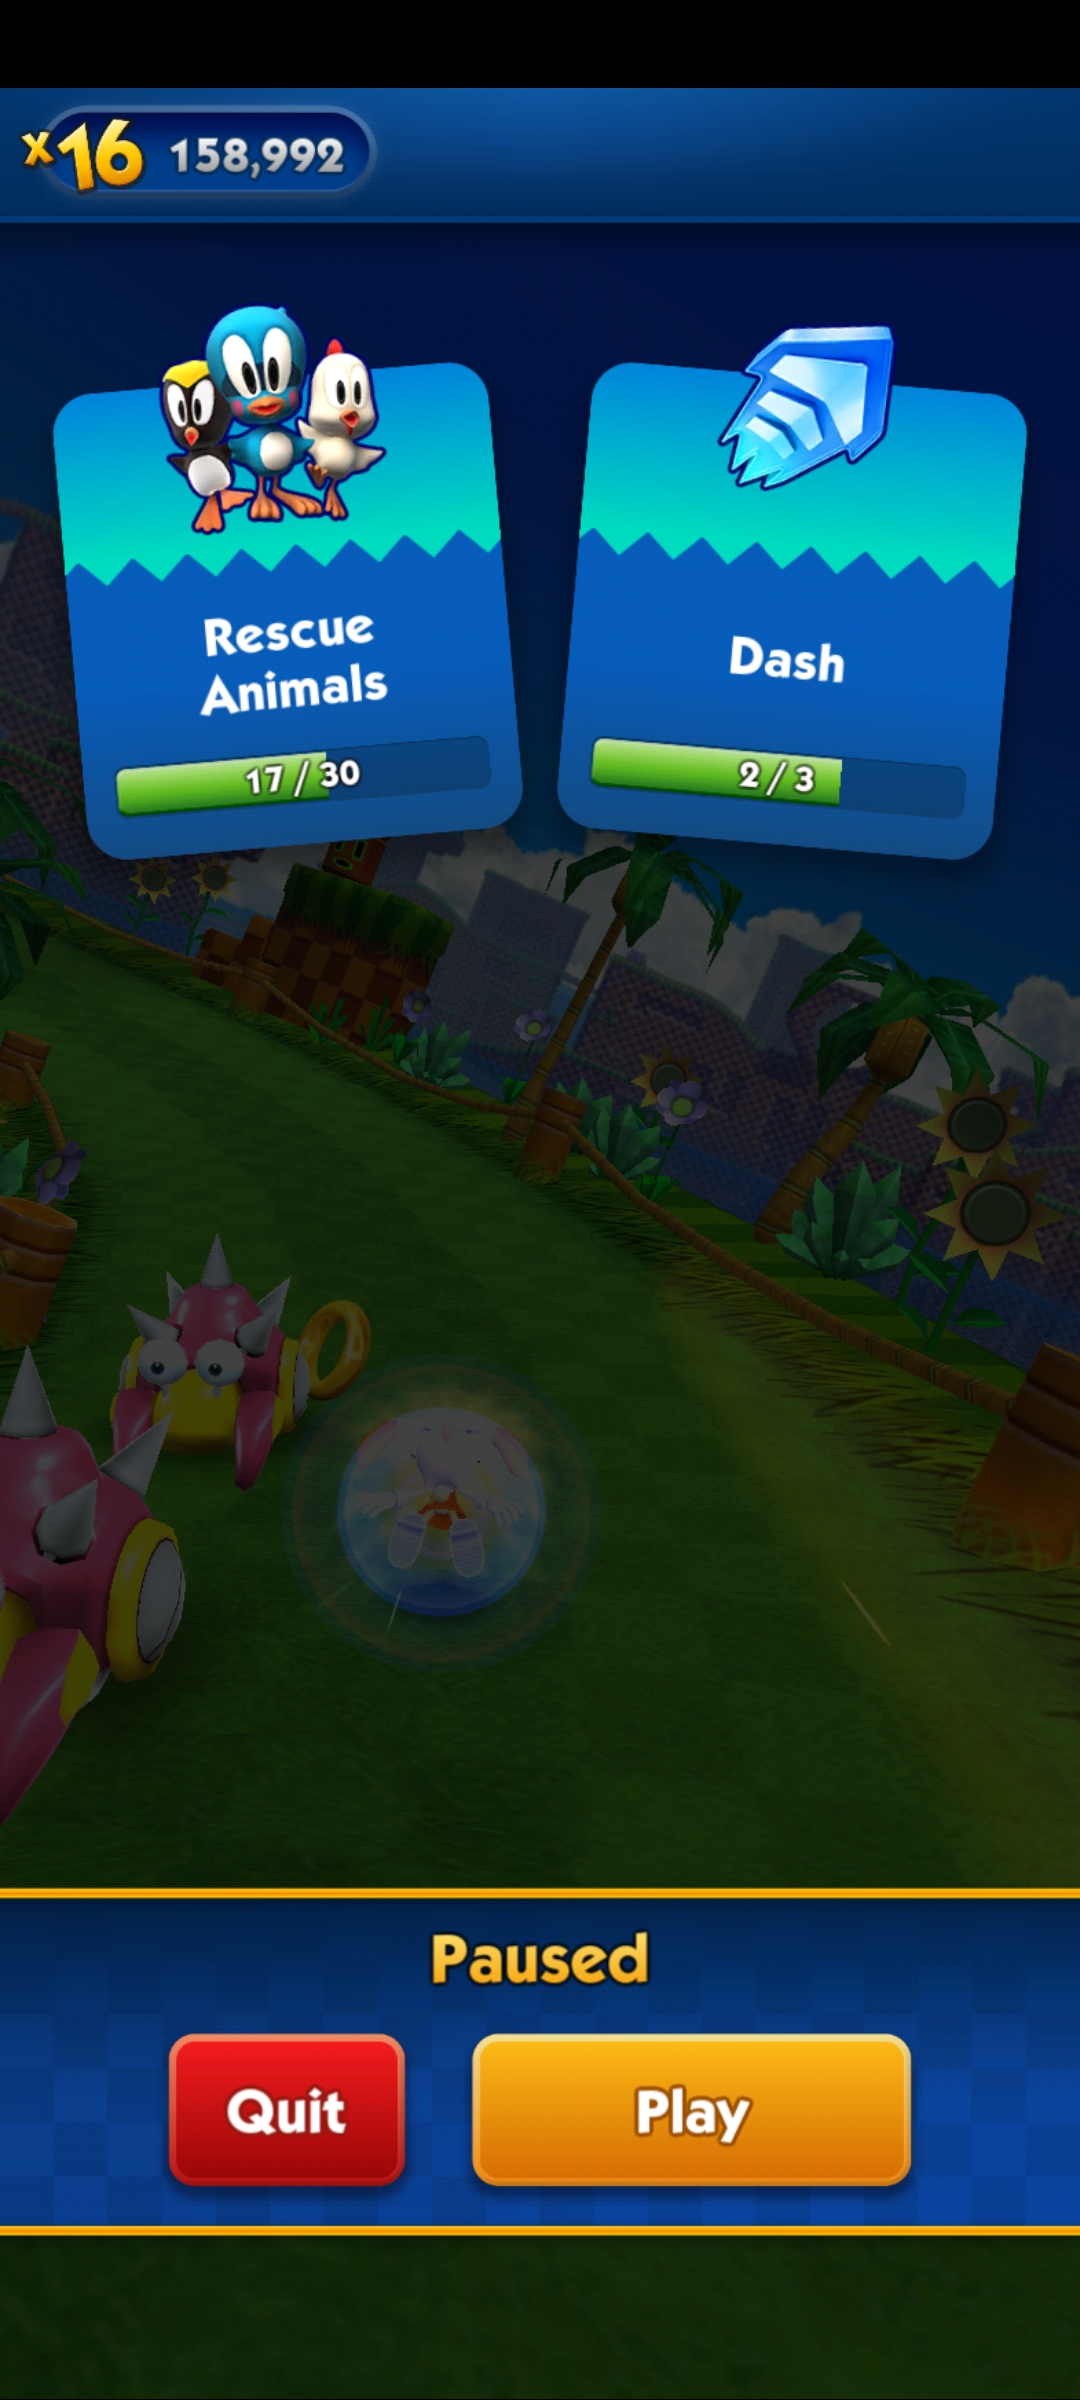 x16 158,992
Rescue
Animals
17 / 30
Dash
2 / 3
Paused
Quit
Play